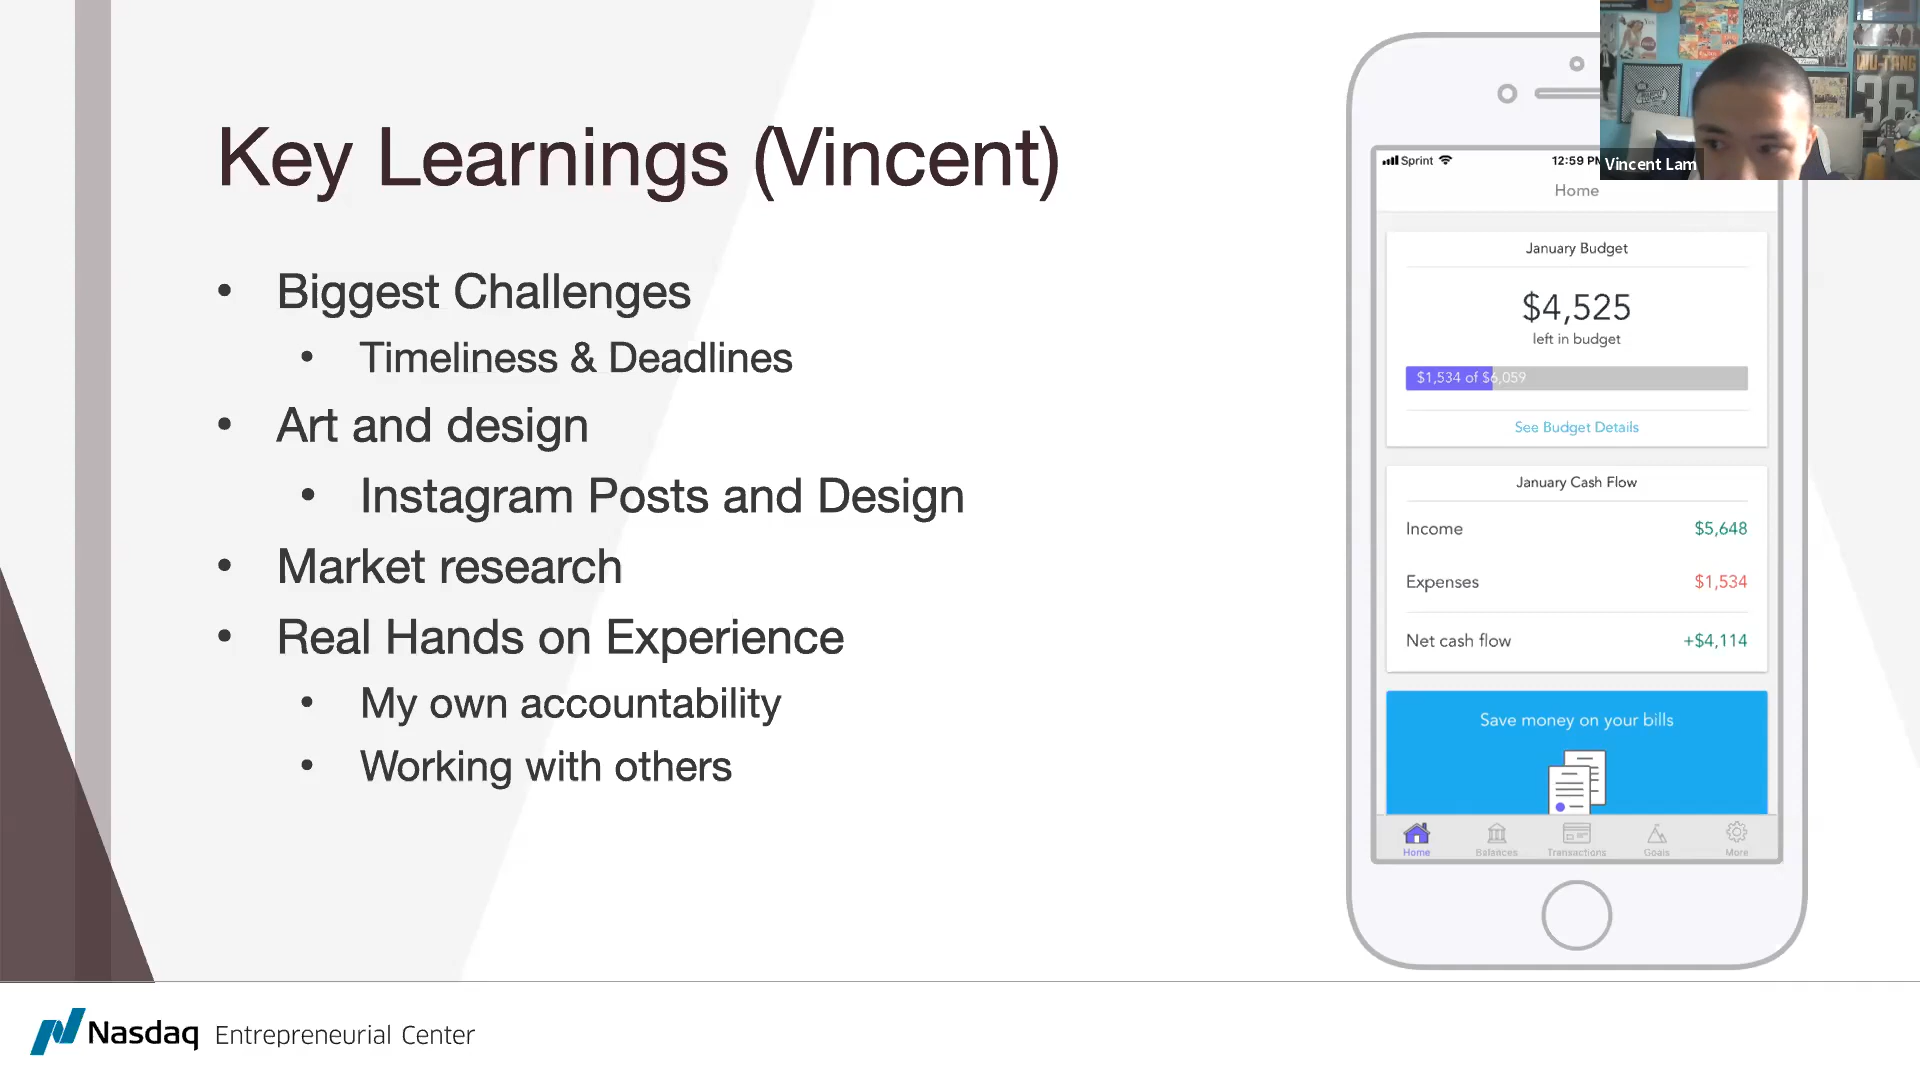 Key Learnings (Vincent)
• Biggest Challenges
• Timeliness & Deadlines
• Art and design
• Instagram Posts and Design
• Market research
• Real Hands on Experience
• My own accountability
• Working with others
Nasdaq Entrepreneurial Center
Sprint 12:59 PM
Home
January Budget
$4,525
left in budget
$1,534 of $6,059
See Budget Details
January Cash Flow
Income $5,648
Expenses $1,534
Net cash flow +$4,114
Save money on your bills
Home Balances Transactions Goals More
WU-TANG
36
Vincent Lam